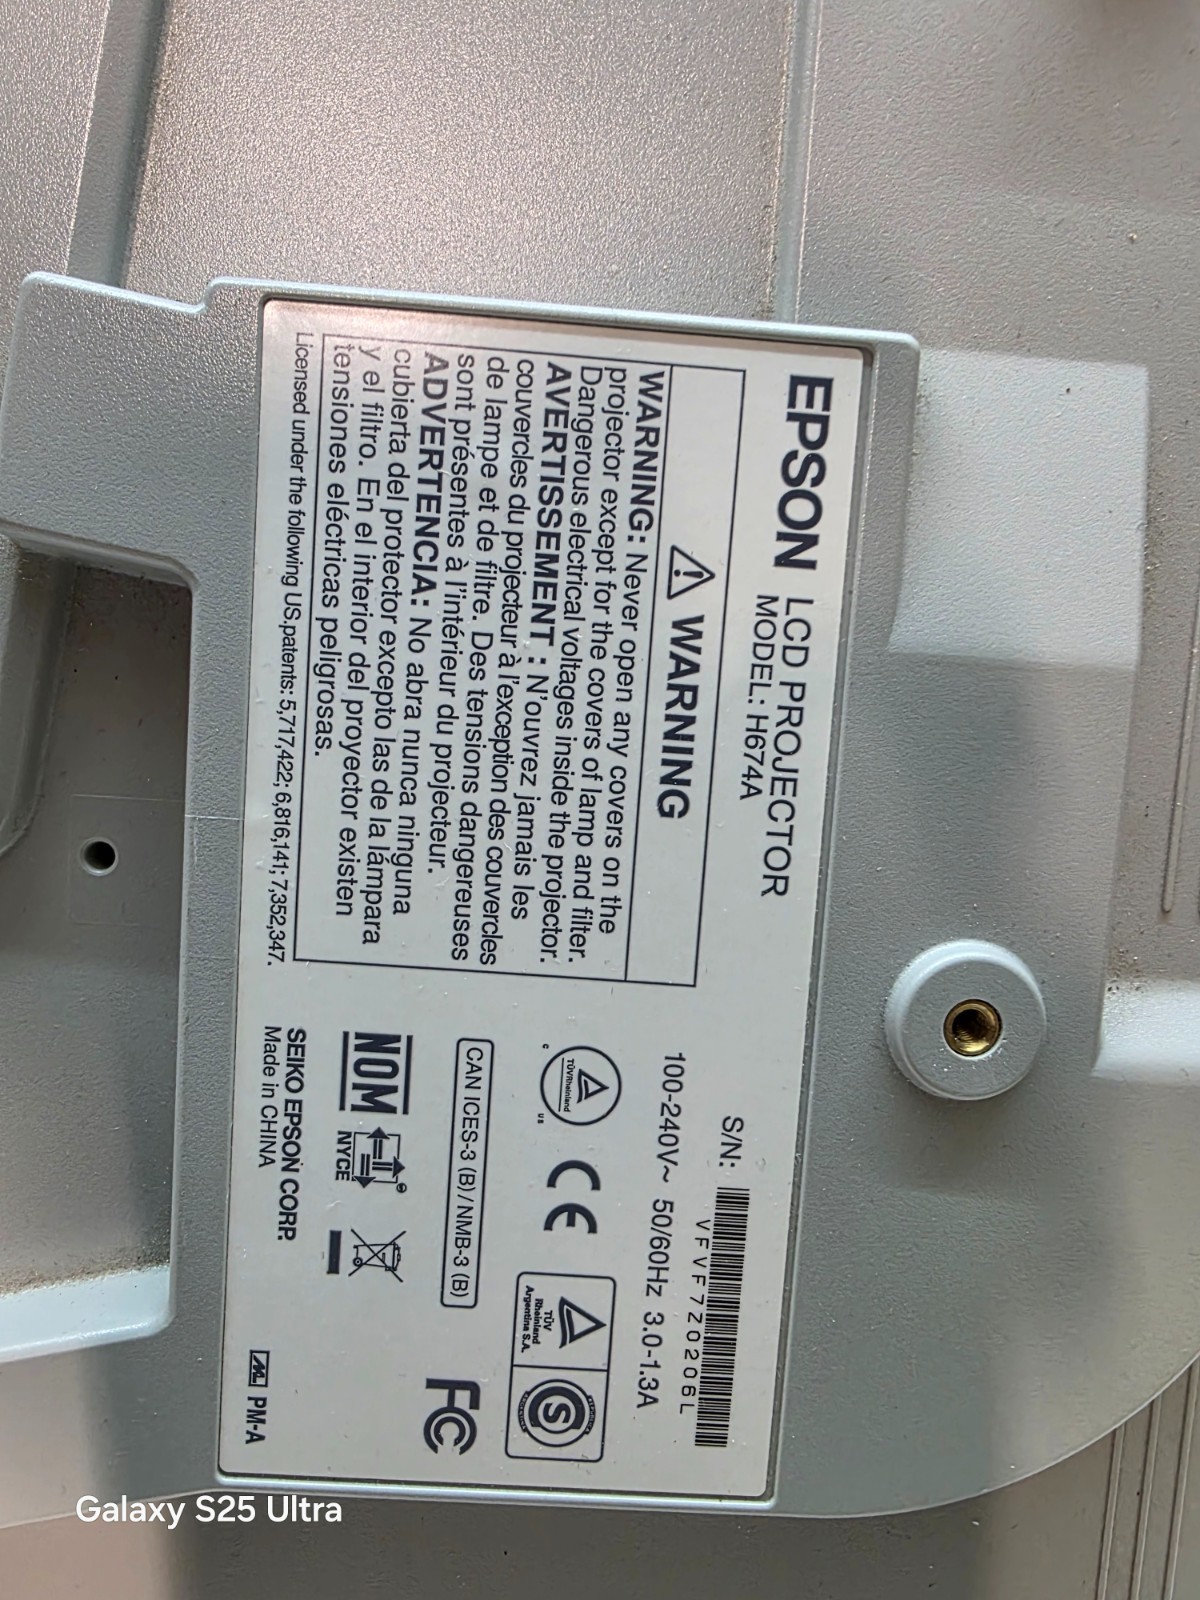 EPSON LCD PROJECTOR
MODEL: H674A
WARNING
WARNING: Never open any covers on the
projector except for the covers of lamp and filter.
Dangerous electrical voltages inside the projector.
AVERTISSEMENT : N'ouvrez jamais les
couvercles du projecteur à l'exception des couvercles
de lampe et de filtre. Des tensions dangereuses
sont présentes à l'intérieur du projecteur.
ADVERTENCIA: No abra nunca ninguna
cubierta del protector excepto las de la lámpara
y el filtro. En el interior del proyector existen
tensiones eléctricas peligrosas.
Licensed under the following US.patents: 5,717,422; 6,816,141; 7,352,347.
S/N:
VFVF7Z0206L
100-240V~ 50/60Hz 3.0-1.3A
TÜVRheinland
C US
CE
TÜV
Rheinland
Argentina S.A.
S
CAN ICES-3 (B) / NMB-3 (B)
FC
NOM
NYCE
SEIKO EPSON CORP.
Made in CHINA
PM-A
Galaxy S25 Ultra